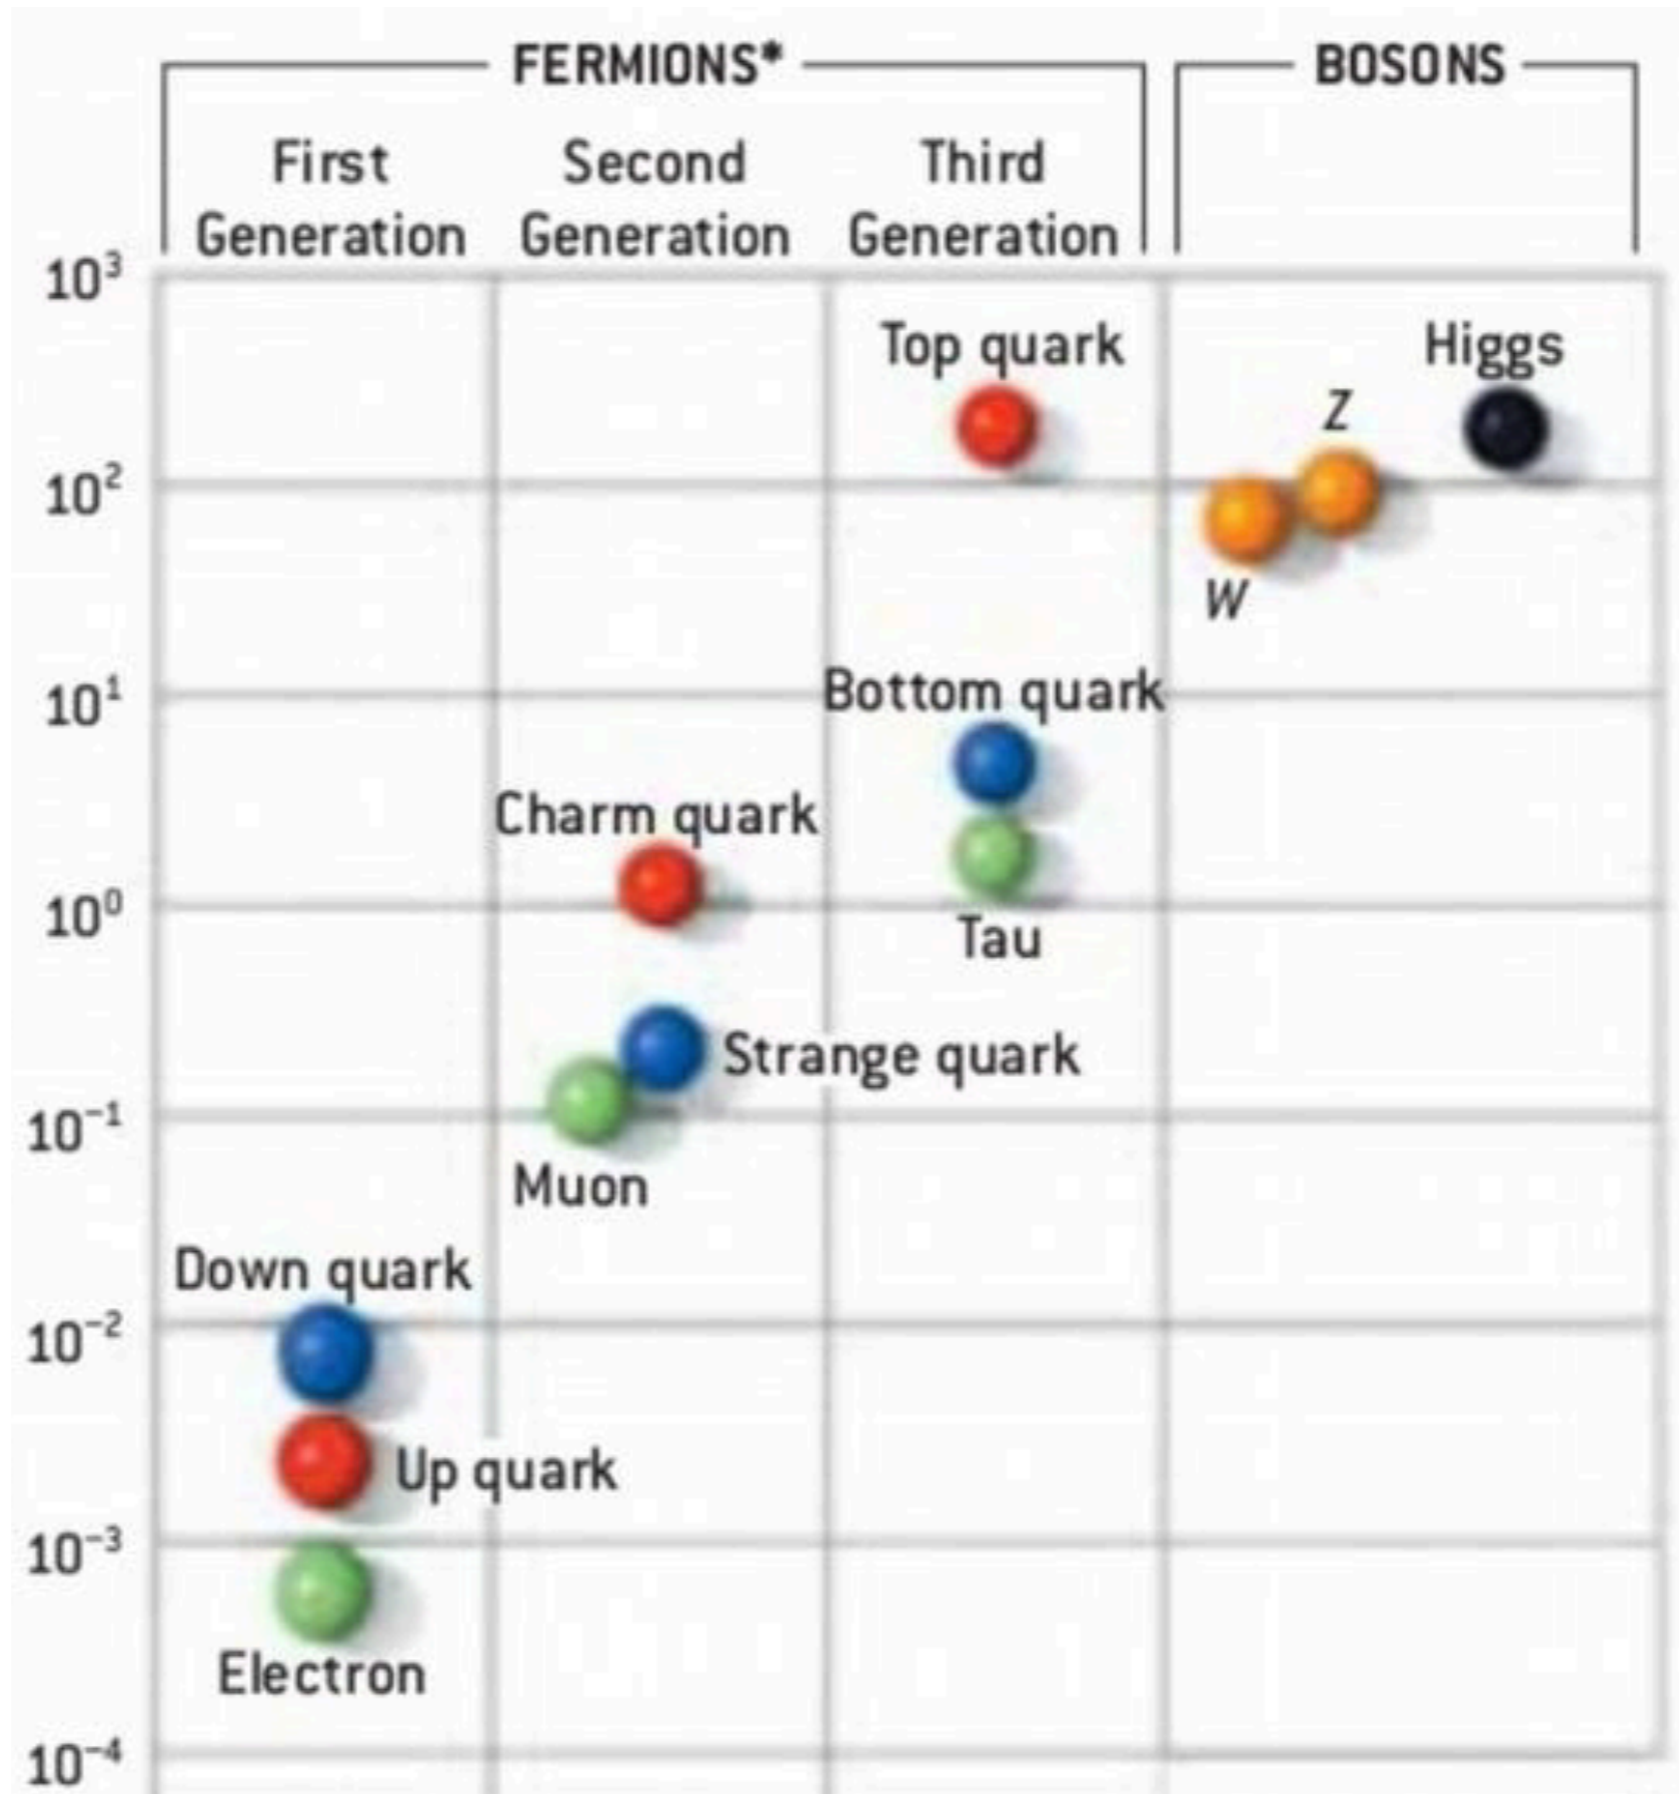 FERMIONS*
BOSONS
First
Generation
Second
Generation
Third
Generation
10³
Top quark
Higgs
Z
10²
W
10¹
Bottom quark
Charm quark
10⁰
Tau
Strange quark
10⁻¹
Muon
Down quark
10⁻²
Up quark
10⁻³
Electron
10⁻⁴